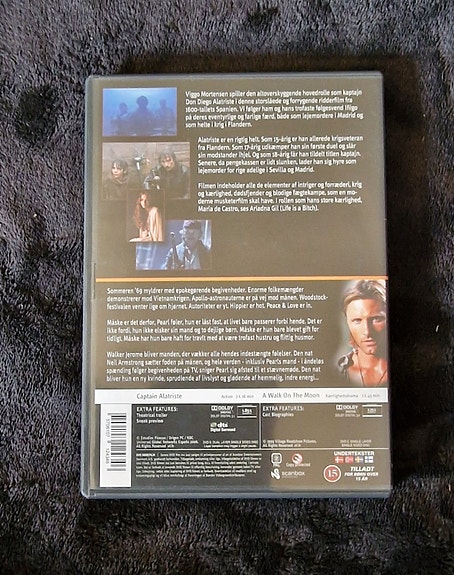 Viggo Mortensen spiller den altoverskyggende hovedrolle som kaptajn
Don Diego Alatriste i denne storslåede og forrygende ridderfilm fra
1600-tallets Spanien. Vi følger ham og hans trofaste følgesvend Iñigo
på deres eventyrlige og farlige færd, både som lejemordere i Madrid og
som helte i krig i Flandern.
Alatriste er en rigtig helt. Som 15-årig er han allerede krigsveteran
fra Flandern. Som 17-årig udkæmper han sin første duel og slår
sin modstander ihjel. Og som 18-årig får han tildelt titlen kaptajn.
Senere, da pengekassen er lidt slunken, lader han sig hyre som
lejemorder for rige adelige i Sevilla og Madrid.
Filmen indeholder alle de elementer af intriger og forræderi, krig
og kærlighed, dødsfjender og blodige fægtekampe, som en mo-
derne musketerfilm skal have. I rollen som hans store kærlighed,
Maria de Castro, ses Ariadna Gil (Life is a Bitch).
Sommeren '69 myldrer med epokegørende begivenheder. Enorme folkemængder
demonstrerer mod Vietnamkrigen. Apollo-astronauterne er på vej mod månen. Woodstock-
festivalen venter lige om hjørnet. Autoriteter er yt. Hippier er hot. Peace & Love er in.
Måske er det derfor, Pearl føler, hun er låst fast, at livet bare passerer forbi hende. Det er
ikke fordi, hun ikke elsker sin mand og to dejlige børn. Måske er hun bare blevet gift for
tidligt. Måske har hun bare haft for travlt med at være trofast hustru og flittig husmor.
Walker Jerome bliver manden, der vækker alle hendes indestængte følelser. Den nat
Neil Armstrong sætter foden på månen, og hele verden - inklusiv Pearls mand - i åndeløs
spænding følger begivenheden på TV, sniger Pearl sig afsted til et stævnemøde. Den nat
bliver hun en ny kvinde, sprudlende af livslyst og glødende af hemmelig, indre energi...
Captain Alatriste
A Walk On The Moon
EXTRA FEATURES:
Theatrical trailer
Sneak preview
DOLBY
DIGITAL
dts
Digital Surround
EXTRA FEATURES:
Cast Biographies
DOLBY
DIGITAL
Copy protected
scanbox
UNDERTEKSTER
15
TILLADT
FOR BØRN OVER
15 ÅR